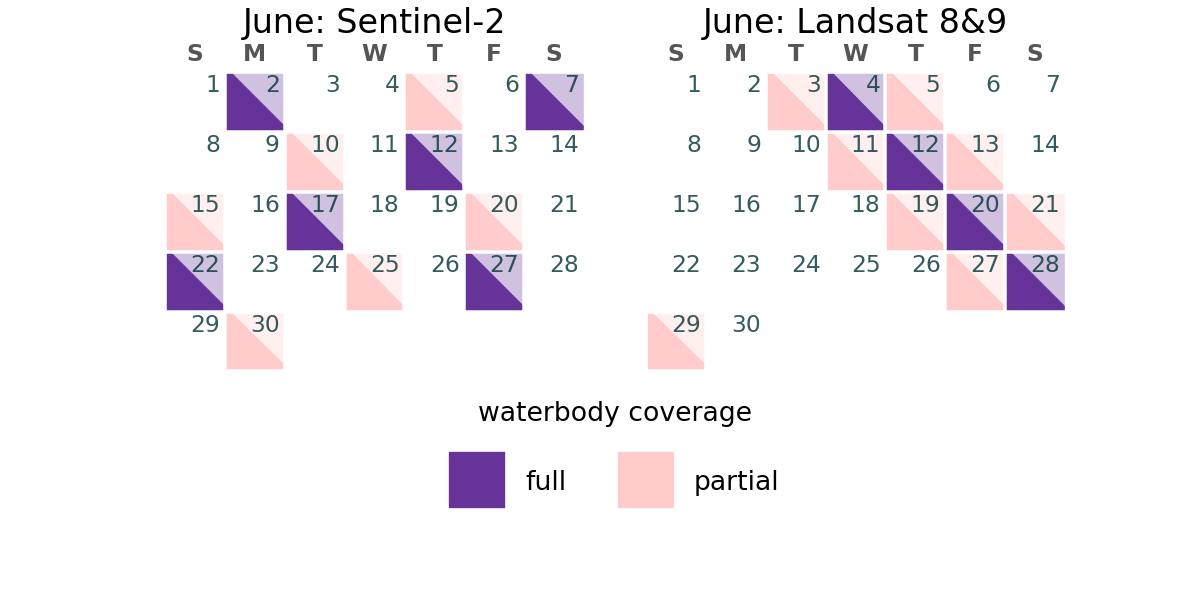 June: Sentinel-2
S M T W T F S
1 2 3 4 5 6 7
8 9 10 11 12 13 14
15 16 17 18 19 20 21
22 23 24 25 26 27 28
29 30
June: Landsat 8&9
S M T W T F S
1 2 3 4 5 6 7
8 9 10 11 12 13 14
15 16 17 18 19 20 21
22 23 24 25 26 27 28
29 30
waterbody coverage
full partial